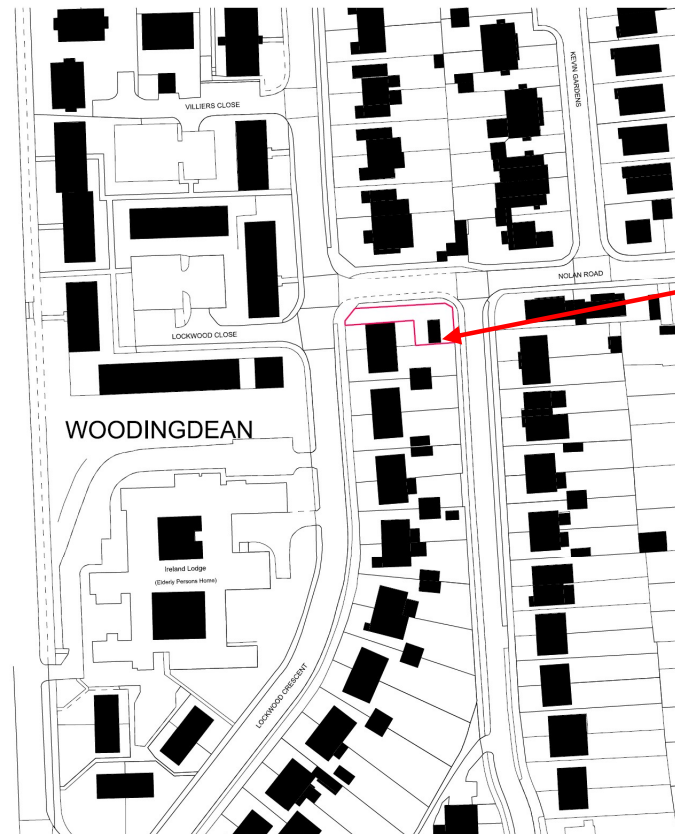 VILLIERS CLOSE
KEVIN GARDENS
NOLAN ROAD
LOCKWOOD CLOSE
WOODINGDEAN
Ireland Lodge
(Elderly Persons Home)
LOCKWOOD CRESCENT